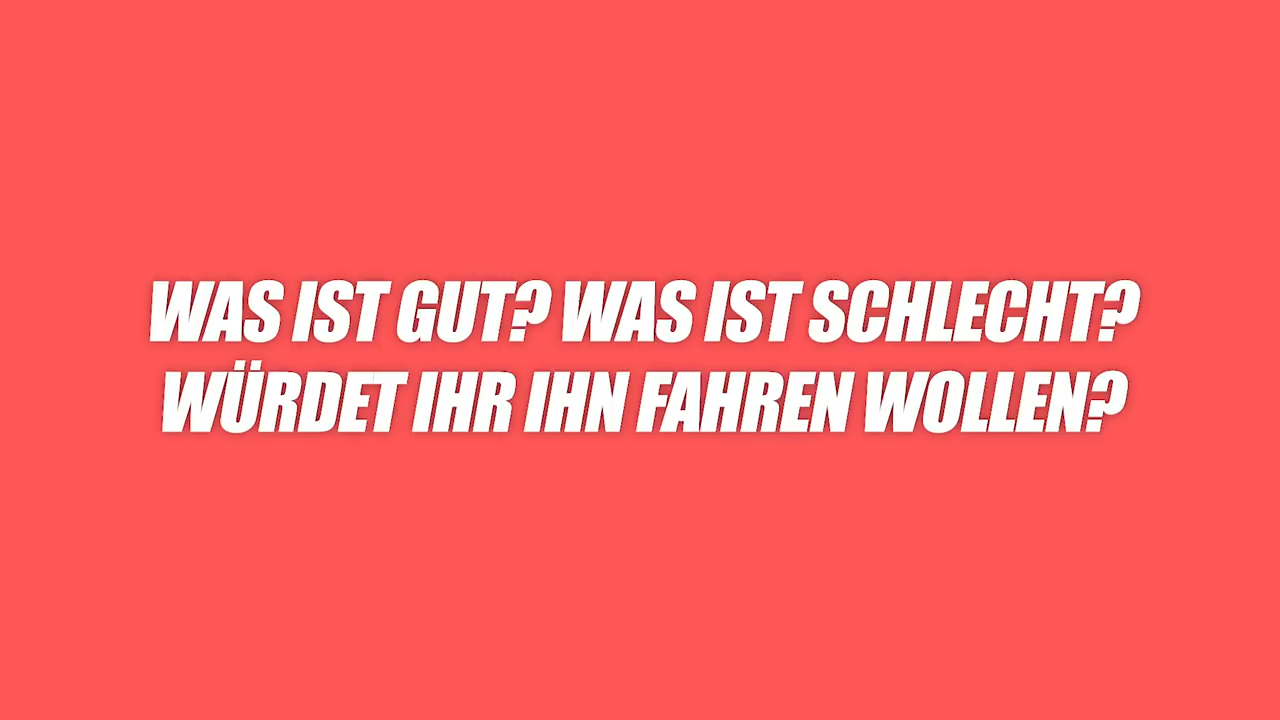 WAS IST GUT? WAS IST SCHLECHT?
WÜRDET IHR IHN FAHREN WOLLEN?